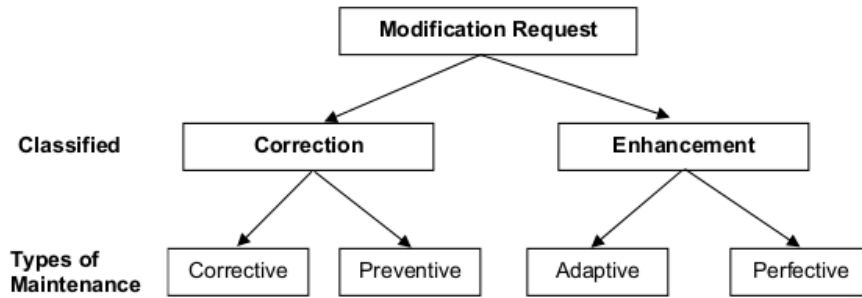 Modification Request
Classified
Correction
Enhancement
Types of
Maintenance
Corrective
Preventive
Adaptive
Perfective